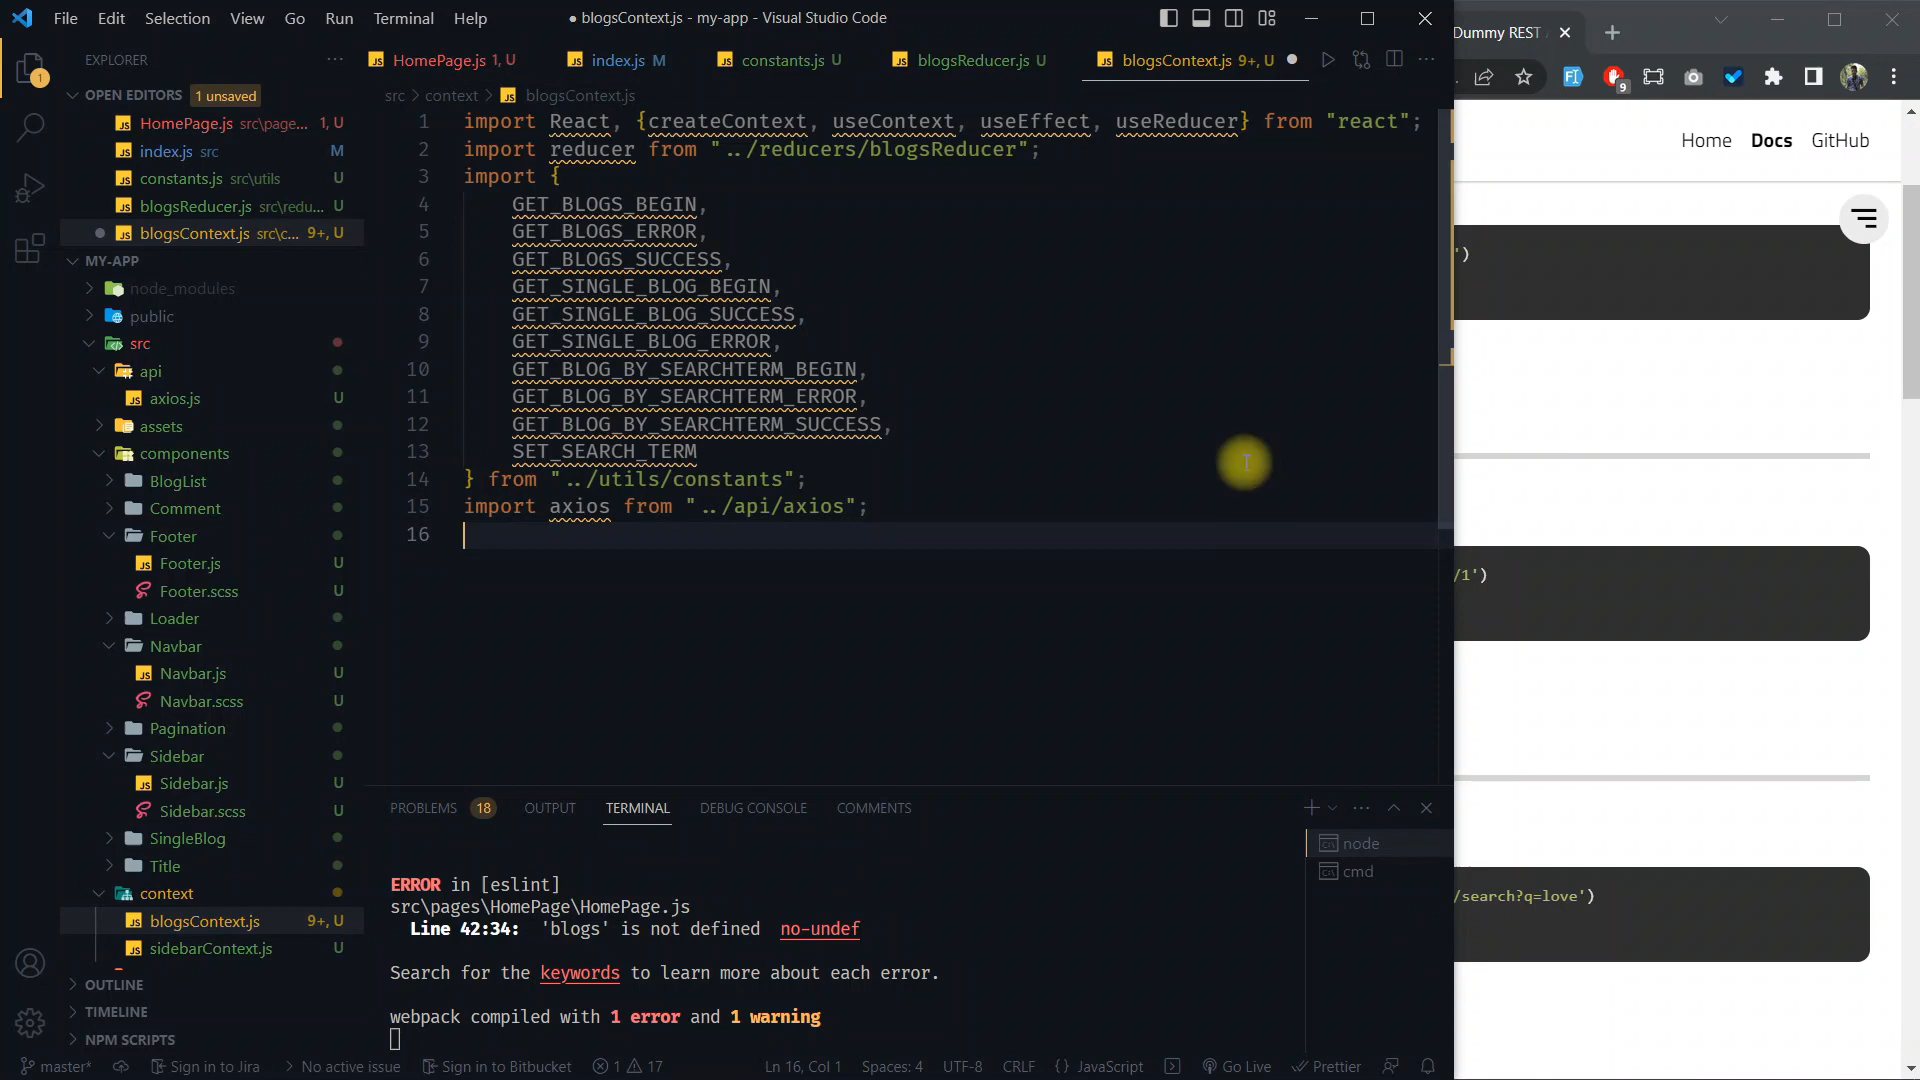 File Edit Selection View Go Run Terminal Help
● blogsContext.js - my-app - Visual Studio Code
Dummy REST
EXPLORER
HomePage.js 1, U
index.js M
constants.js U
blogsReducer.js U
blogsContext.js 9+, U
OPEN EDITORS 1 unsaved
HomePage.js src\page... 1, U
index.js src M
constants.js src\utils U
blogsReducer.js src\redu... U
blogsContext.js src\c... 9+, U
MY-APP
node_modules
public
src
api
axios.js U
assets
components
BlogList
Comment
Footer
Footer.js U
Footer.scss U
Loader
Navbar
Navbar.js U
Navbar.scss U
Pagination
Sidebar
Sidebar.js U
Sidebar.scss U
SingleBlog
Title
context
blogsContext.js 9+, U
sidebarContext.js U
OUTLINE
TIMELINE
NPM SCRIPTS
src > context > blogsContext.js
1 import React, {createContext, useContext, useEffect, useReducer} from "react";
2 import reducer from "../reducers/blogsReducer";
3 import {
4 GET_BLOGS_BEGIN,
5 GET_BLOGS_ERROR,
6 GET_BLOGS_SUCCESS,
7 GET_SINGLE_BLOG_BEGIN,
8 GET_SINGLE_BLOG_SUCCESS,
9 GET_SINGLE_BLOG_ERROR,
10 GET_BLOG_BY_SEARCHTERM_BEGIN,
11 GET_BLOG_BY_SEARCHTERM_ERROR,
12 GET_BLOG_BY_SEARCHTERM_SUCCESS,
13 SET_SEARCH_TERM
14 } from "../utils/constants";
15 import axios from "../api/axios";
16
PROBLEMS 18 OUTPUT TERMINAL DEBUG CONSOLE COMMENTS
node
cmd
ERROR in [eslint]
src\pages\HomePage\HomePage.js
Line 42:34: 'blogs' is not defined no-undef
Search for the keywords to learn more about each error.
webpack compiled with 1 error and 1 warning
master* Sign in to Jira No active issue Sign in to Bitbucket 1 17 Ln 16, Col 1 Spaces: 4 UTF-8 CRLF {} JavaScript Go Live Prettier
1
9
Home Docs GitHub
')
/1')
/search?q=love')